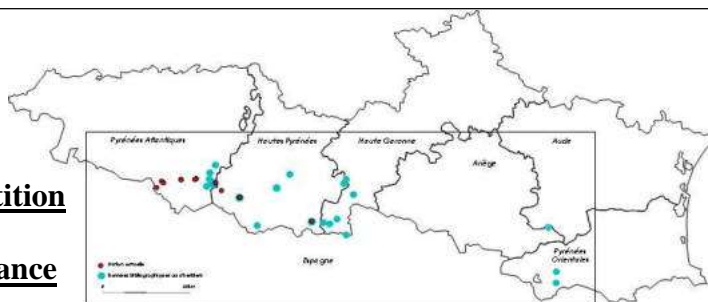 Pyrénées Atlantiques
Hautes Pyrénées
Haute Garonne
Aude
Ariège
tition
Pyrénées
Orientales
Espagne
ance